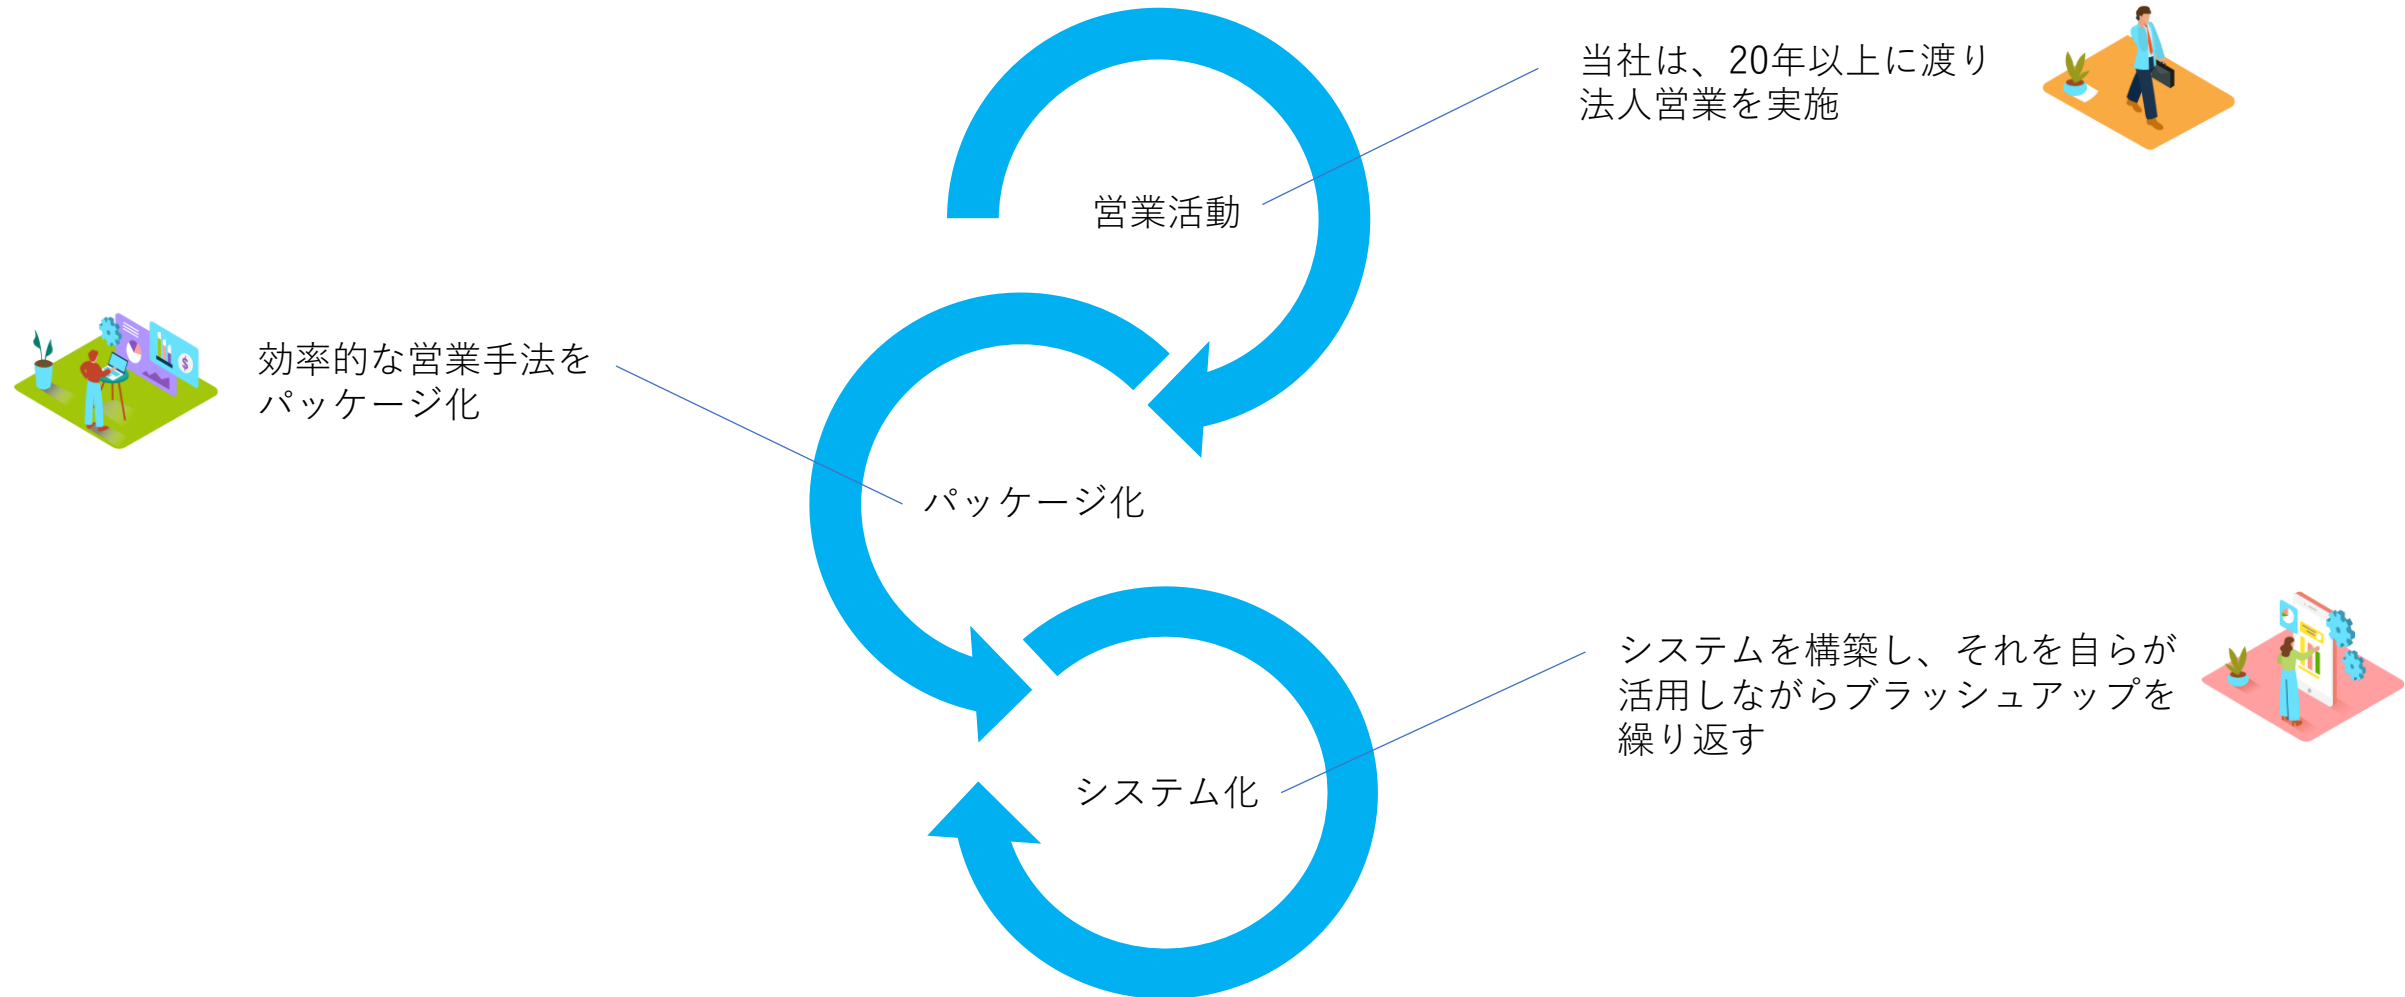 当社は、20年以上に渡り
法人営業を実施
営業活動
効率的な営業手法を
パッケージ化
パッケージ化
システムを構築し、それを自らが
活用しながらブラッシュアップを
繰り返す
システム化